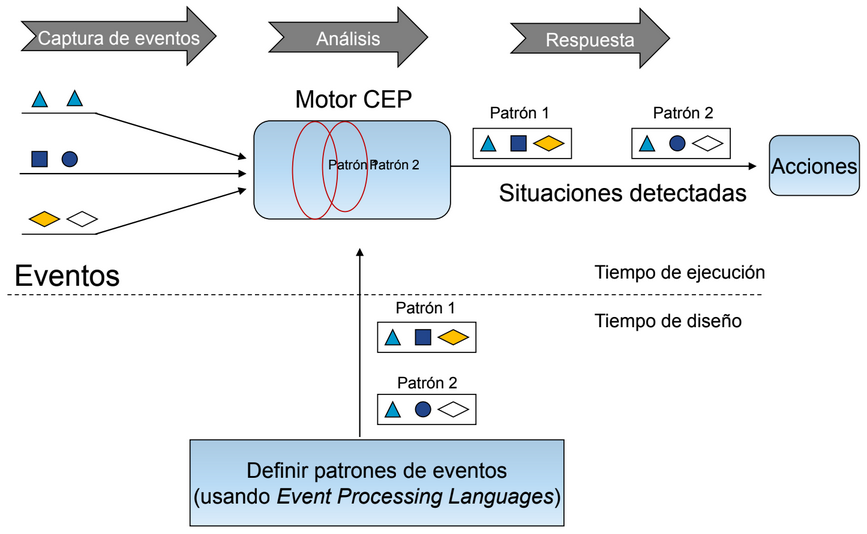 Captura de eventos
Análisis
Respuesta
Motor CEP
Patrón 1
Patrón 2
Patrón 1
Patrón 2
Acciones
Situaciones detectadas
Eventos
Tiempo de ejecución
Tiempo de diseño
Patrón 1
Patrón 2
Definir patrones de eventos
(usando Event Processing Languages)